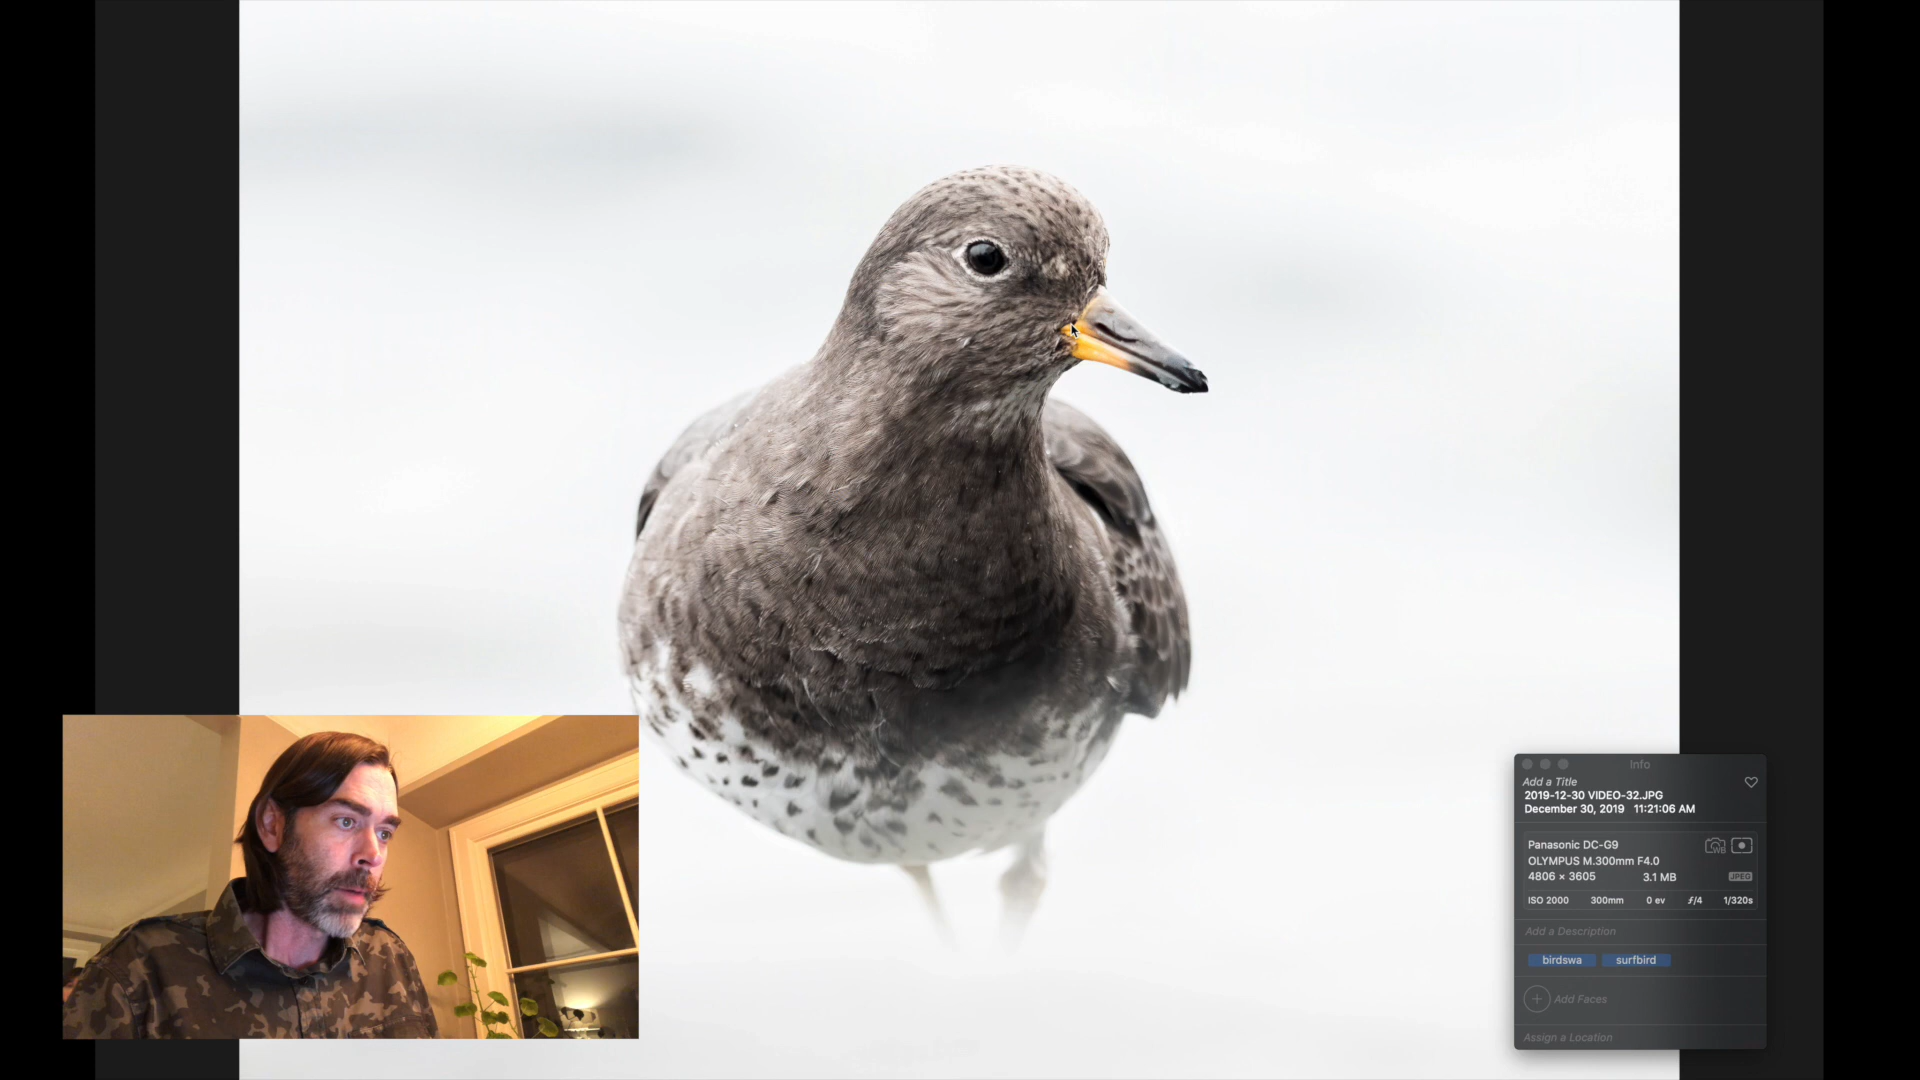 Info
Add a Title
2019-12-30 VIDEO-32.JPG
December 30, 2019 11:21:06 AM
Panasonic DC-G9
WB
OLYMPUS M.300mm F4.0
4806 × 3605 3.1 MB JPEG
ISO 2000 300mm 0 ev ƒ/4 1/320s
Add a Description
birdswa surfbird
Add Faces
Assign a Location